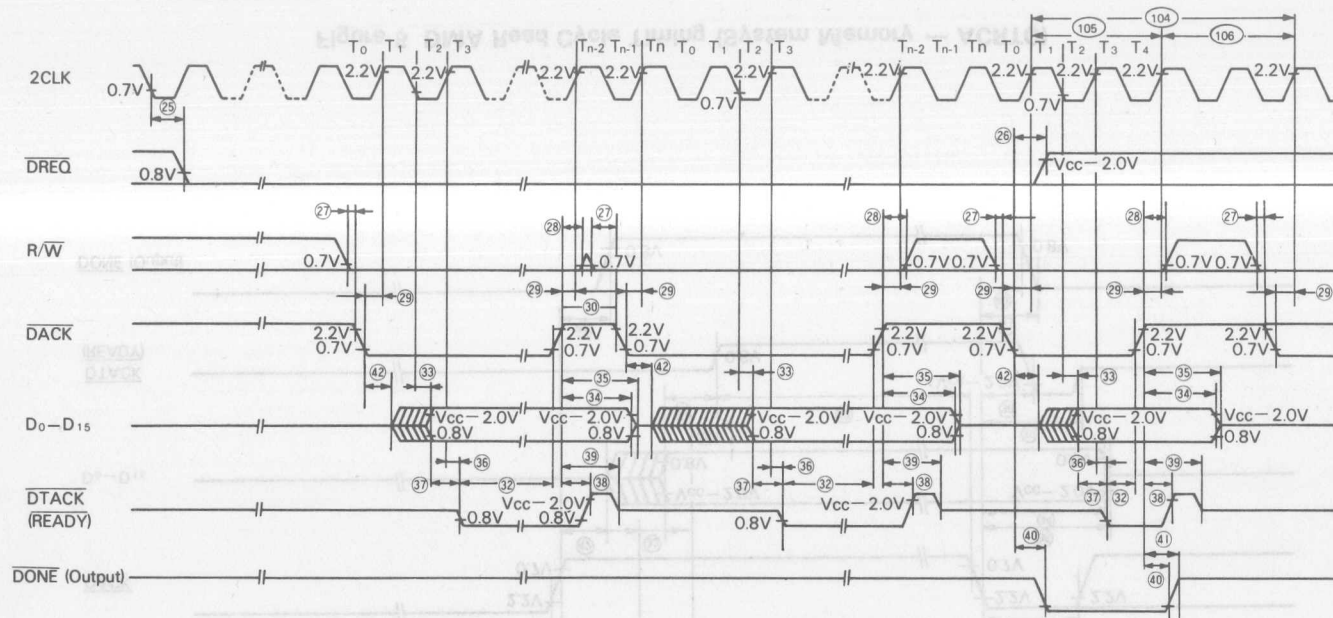 105 104
106
T₀ T₁ T₂ T₃ Tn-2 Tn-1 Tn T₀ T₁ T₂ T₃ Tn-2 Tn-1 Tn T₀ T₁ T₂ T₃ T₄
2CLK 2.2V 2.2V 2.2V 2.2V 2.2V 2.2V 2.2V 2.2V 2.2V 2.2V 2.2V
0.7V 25 0.7V 0.7V
26
DREQ 0.8V Vcc−2.0V
27 28 27 28 27 28 27
R/W 0.7V 0.7V 0.7V 0.7V 0.7V 0.7V
29 29 29 29 29 29 29
30
DACK 2.2V 2.2V 2.2V 2.2V 2.2V 2.2V 2.2V
0.7V 0.7V 0.7V 0.7V 0.7V 0.7V 0.7V
42 33 35 42 33 35 42 33 35
34 34 34
D₀−D₁₅ Vcc−2.0V Vcc−2.0V Vcc−2.0V Vcc−2.0V Vcc−2.0V Vcc−2.0V
0.8V 0.8V 0.8V 0.8V 0.8V 0.8V
36 39 36 39 36 39
37 32 38 37 32 38 37 32 38
DTACK Vcc−2.0V Vcc−2.0V
(READY) 0.8V 0.8V 0.8V
40 41
40
DONE (Output)